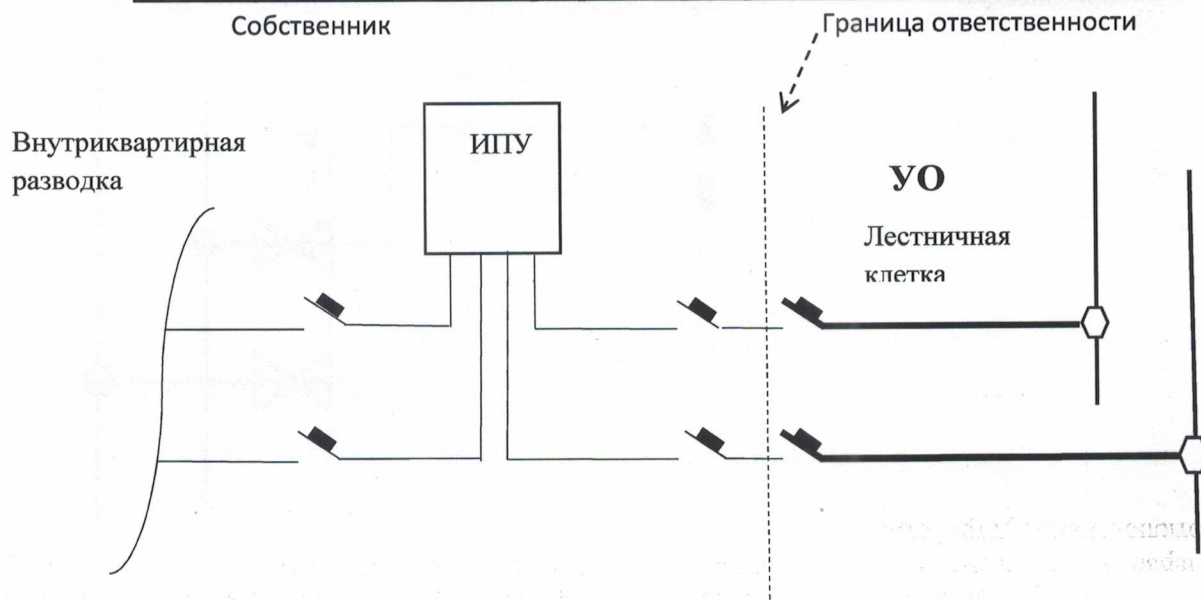 Собственник
Граница ответственности
Внутриквартирная
разводка
ИПУ
УО
Лестничная
клетка